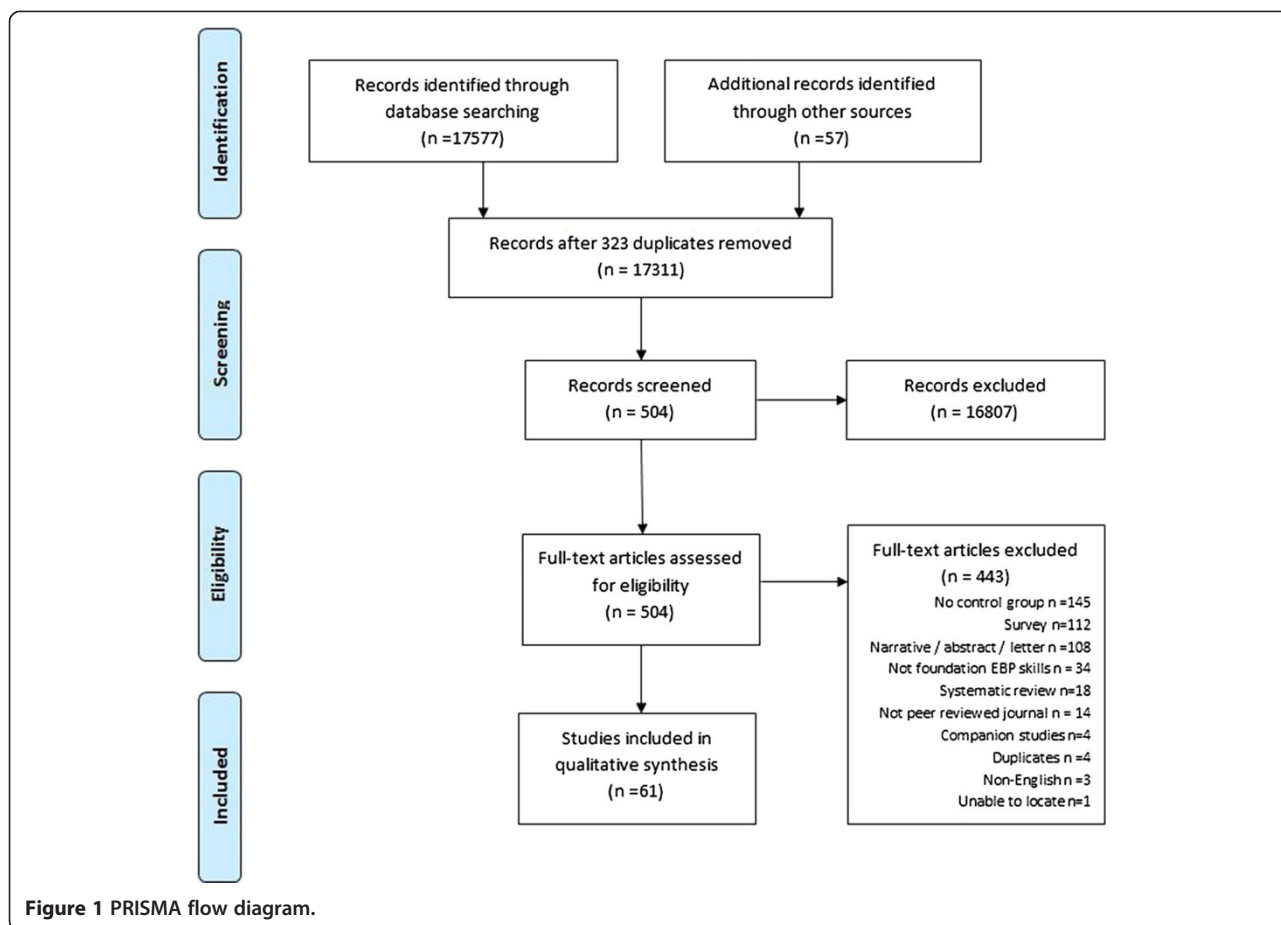 Identification
Records identified through
database searching
(n =17577)
Additional records identified
through other sources
(n =57)
Records after 323 duplicates removed
(n = 17311)
Screening
Records screened
(n = 504)
Records excluded
(n = 16807)
Eligibility
Full-text articles assessed
for eligibility
(n = 504)
Full-text articles excluded
(n = 443)
No control group n =145
Survey n=112
Narrative / abstract / letter n =108
Not foundation EBP skills n = 34
Systematic review n=18
Not peer reviewed journal n = 14
Companion studies n=4
Duplicates n =4
Non-English n =3
Unable to locate n=1
Included
Studies included in
qualitative synthesis
(n =61)
Figure 1 PRISMA flow diagram.